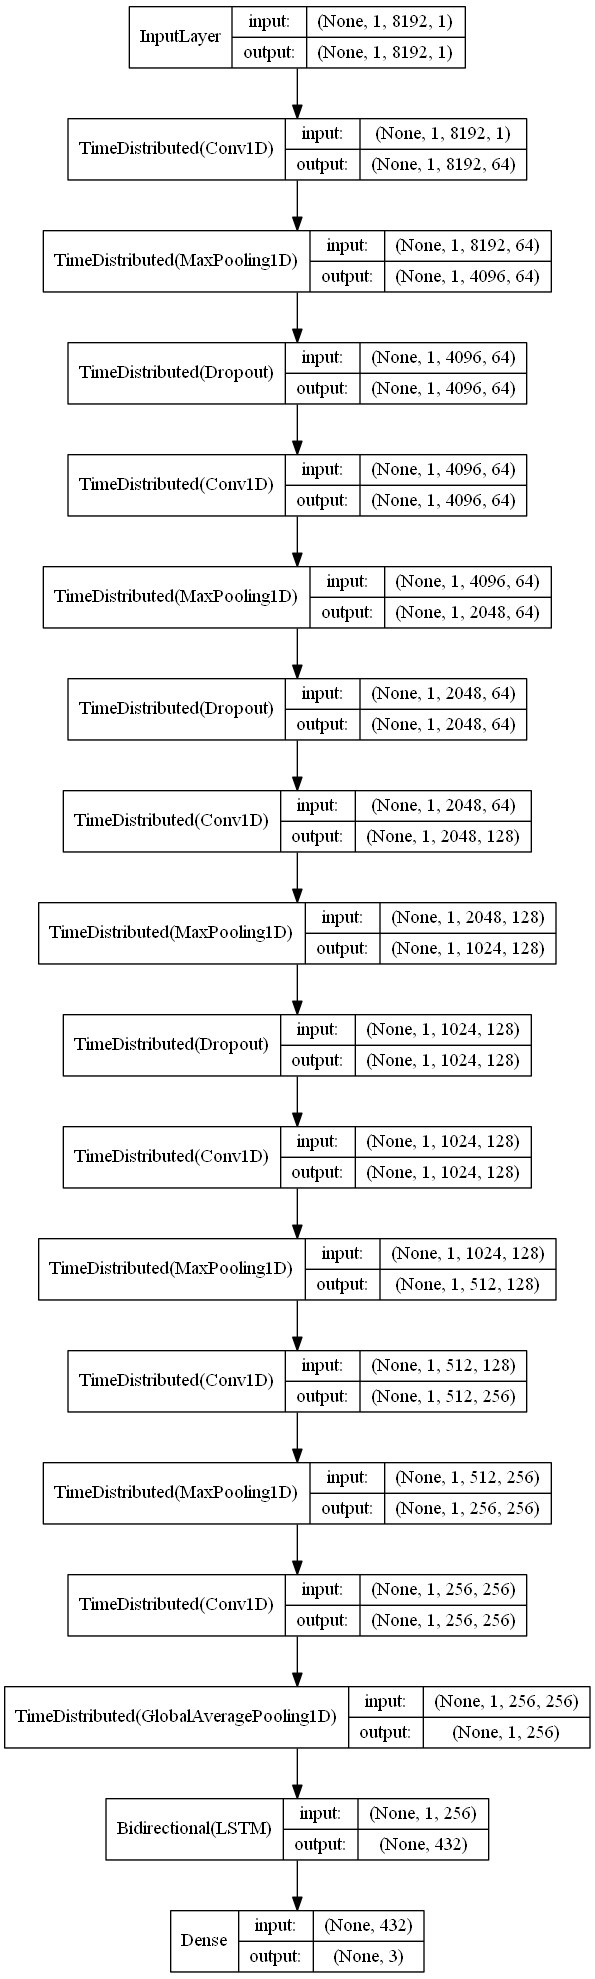 InputLayer
input: (None, 1, 8192, 1)
output: (None, 1, 8192, 1)
TimeDistributed(Conv1D)
input: (None, 1, 8192, 1)
output: (None, 1, 8192, 64)
TimeDistributed(MaxPooling1D)
input: (None, 1, 8192, 64)
output: (None, 1, 4096, 64)
TimeDistributed(Dropout)
input: (None, 1, 4096, 64)
output: (None, 1, 4096, 64)
TimeDistributed(Conv1D)
input: (None, 1, 4096, 64)
output: (None, 1, 4096, 64)
TimeDistributed(MaxPooling1D)
input: (None, 1, 4096, 64)
output: (None, 1, 2048, 64)
TimeDistributed(Dropout)
input: (None, 1, 2048, 64)
output: (None, 1, 2048, 64)
TimeDistributed(Conv1D)
input: (None, 1, 2048, 64)
output: (None, 1, 2048, 128)
TimeDistributed(MaxPooling1D)
input: (None, 1, 2048, 128)
output: (None, 1, 1024, 128)
TimeDistributed(Dropout)
input: (None, 1, 1024, 128)
output: (None, 1, 1024, 128)
TimeDistributed(Conv1D)
input: (None, 1, 1024, 128)
output: (None, 1, 1024, 128)
TimeDistributed(MaxPooling1D)
input: (None, 1, 1024, 128)
output: (None, 1, 512, 128)
TimeDistributed(Conv1D)
input: (None, 1, 512, 128)
output: (None, 1, 512, 256)
TimeDistributed(MaxPooling1D)
input: (None, 1, 512, 256)
output: (None, 1, 256, 256)
TimeDistributed(Conv1D)
input: (None, 1, 256, 256)
output: (None, 1, 256, 256)
TimeDistributed(GlobalAveragePooling1D)
input: (None, 1, 256, 256)
output: (None, 1, 256)
Bidirectional(LSTM)
input: (None, 1, 256)
output: (None, 432)
Dense
input: (None, 432)
output: (None, 3)